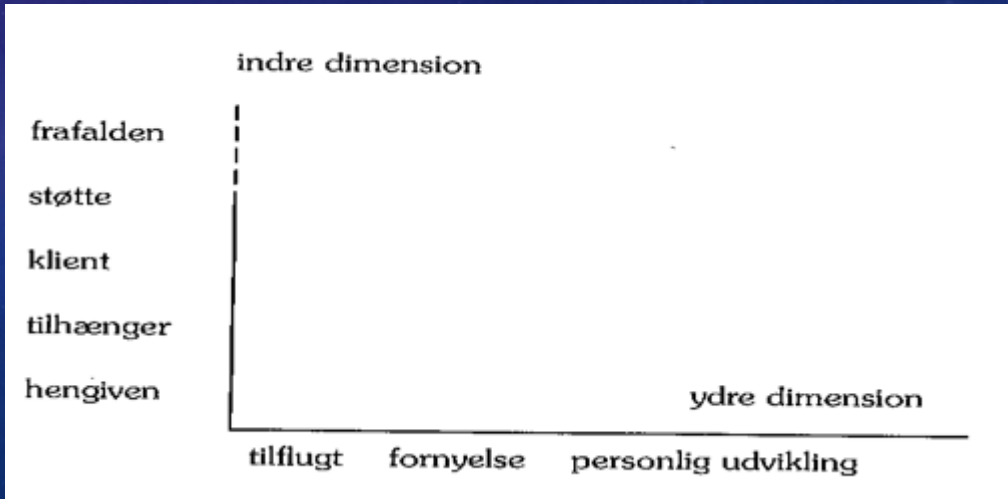 indre dimension
frafalden
støtte
klient
tilhænger
hengiven
ydre dimension
tilflugt fornyelse personlig udvikling